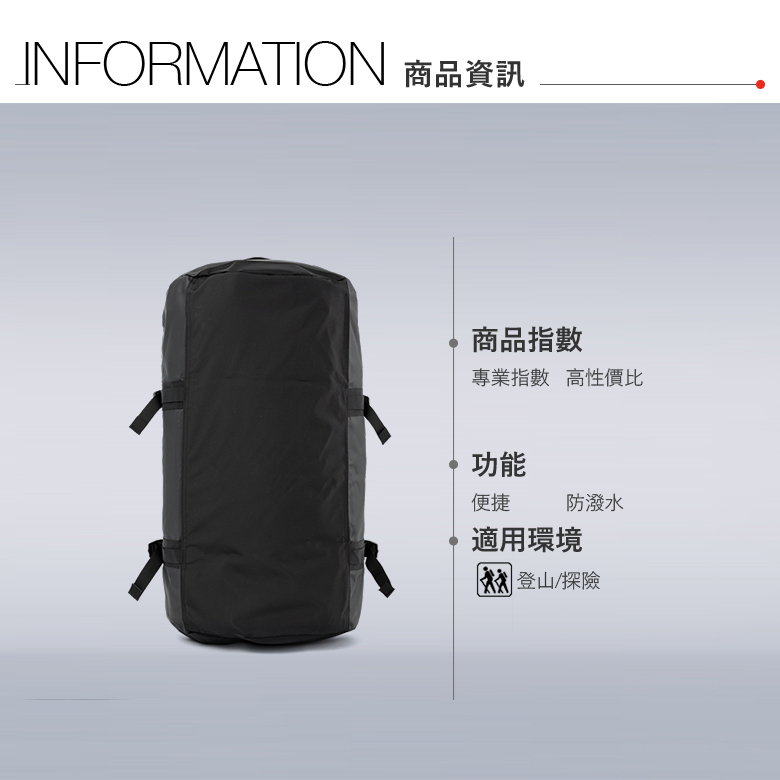 INFORMATION 商品資訊
商品指數
專業指數 高性價比
功能
便捷 防潑水
適用環境
登山/探險